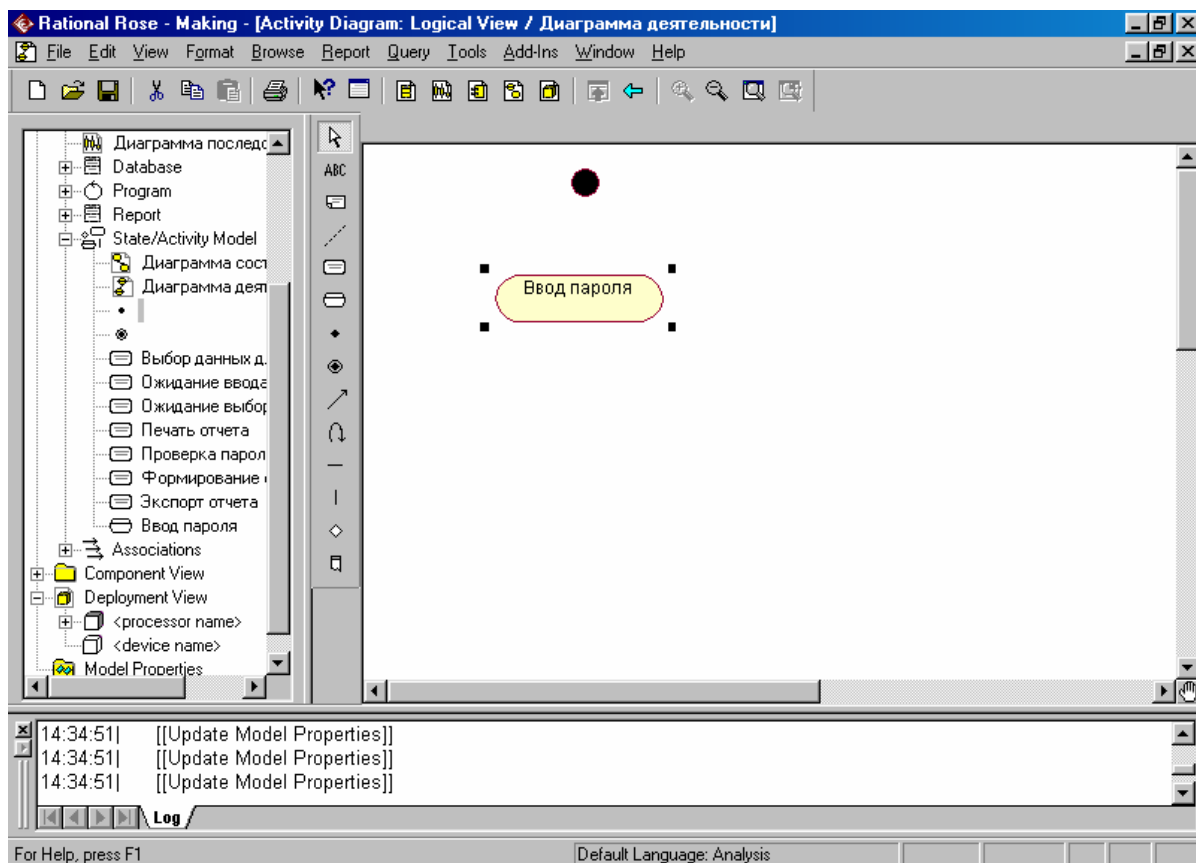 Rational Rose - Making - [Activity Diagram: Logical View / Диаграмма деятельности]
File Edit View Format Browse Report Query Tools Add-Ins Window Help
Диаграмма последс
Database
Program
Report
State/Activity Model
Диаграмма сост
Диаграмма деят
Выбор данных д.
Ожидание ввода
Ожидание выбор
Печать отчета
Проверка парол
Формирование
Экспорт отчета
Ввод пароля
Associations
Component View
Deployment View
<processor name>
<device name>
Model Properties
ABC
Ввод пароля
14:34:51| [[Update Model Properties]]
14:34:51| [[Update Model Properties]]
14:34:51| [[Update Model Properties]]
Log
For Help, press F1
Default Language: Analysis